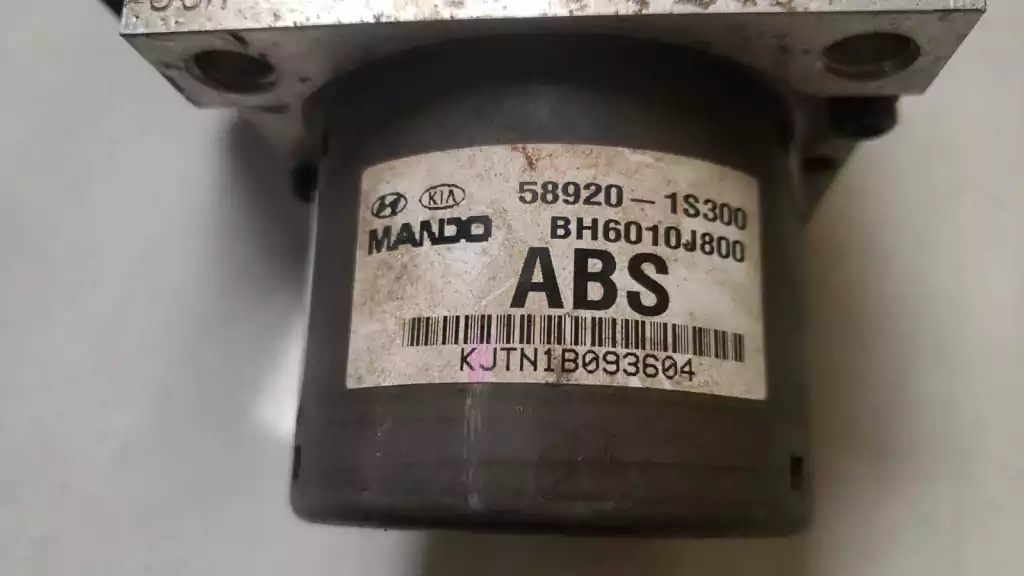 KIA 58920-1S300
MANDO BH6010J800
ABS
KJTN1B093604